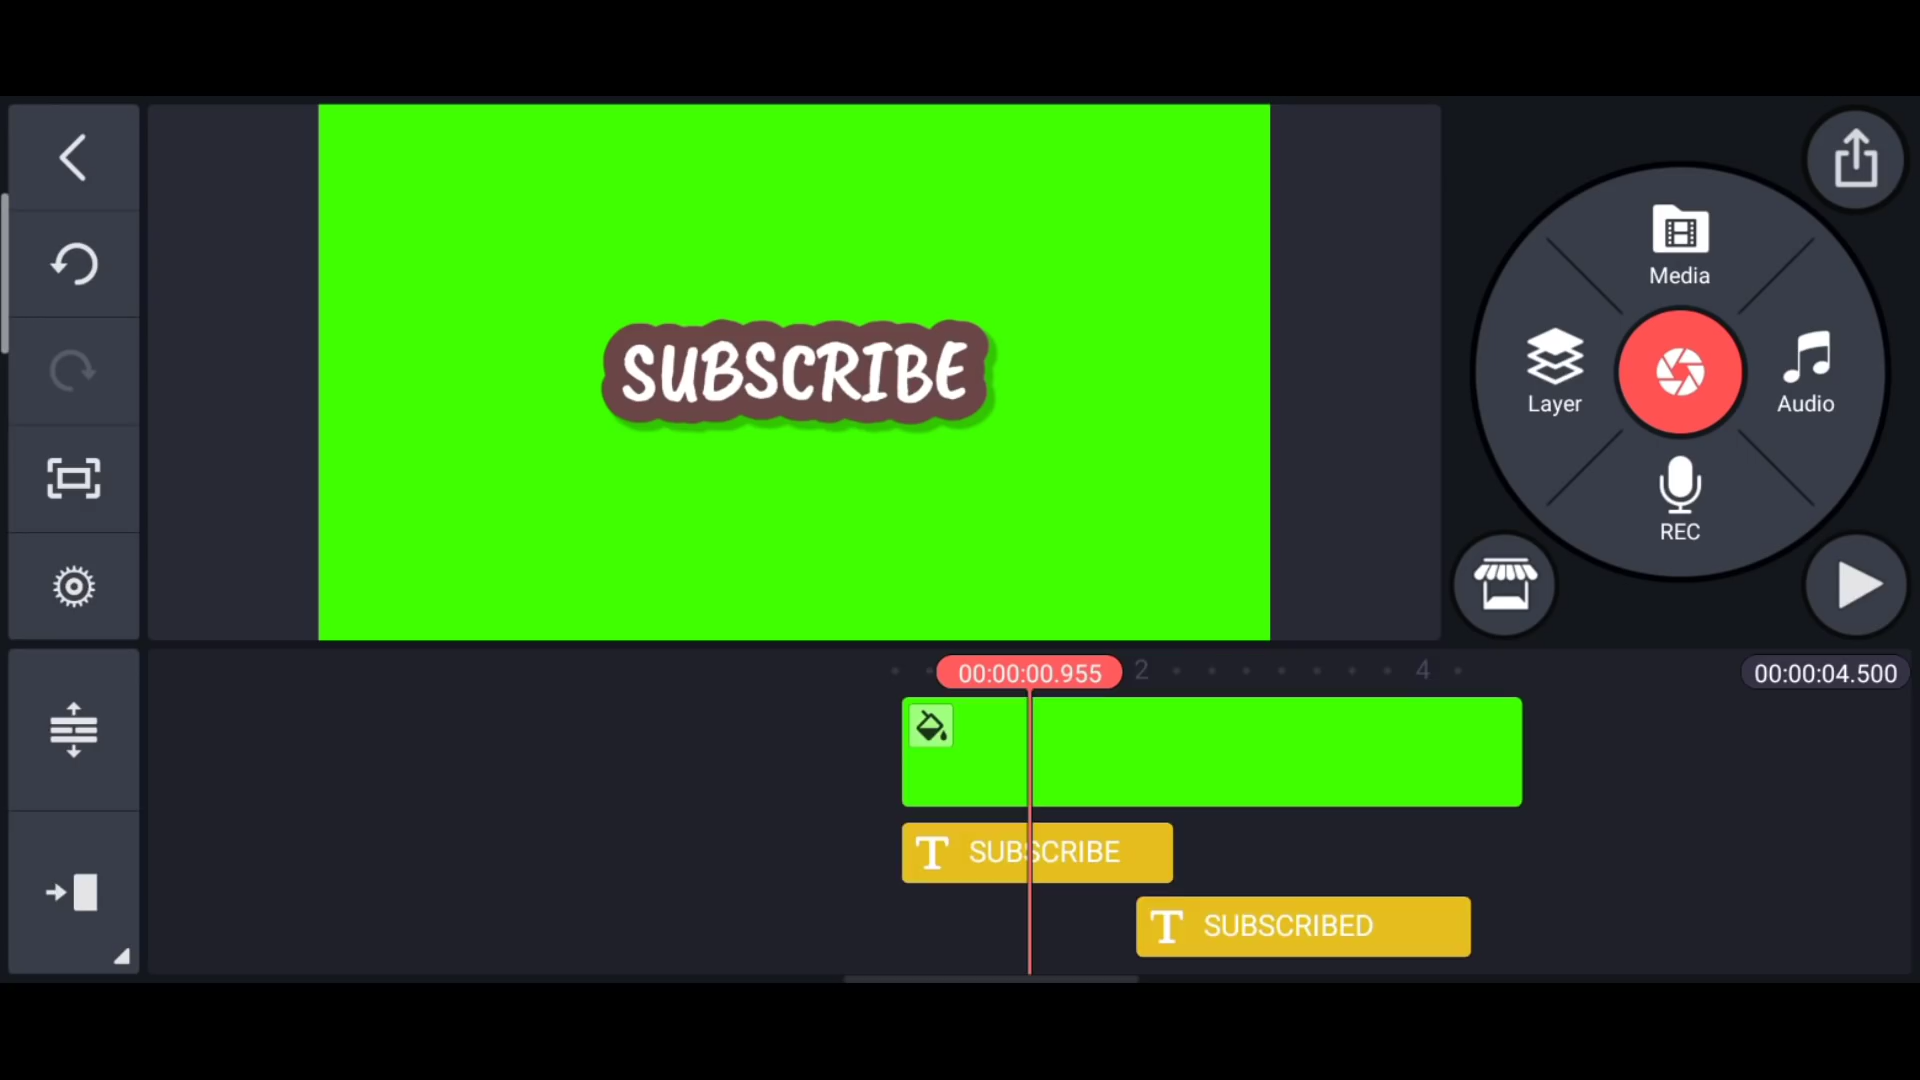 SUBSCRIBE
Media
Layer
Audio
REC
00:00:00.955
2
4
00:00:04.500
T SUBSCRIBE
T SUBSCRIBED